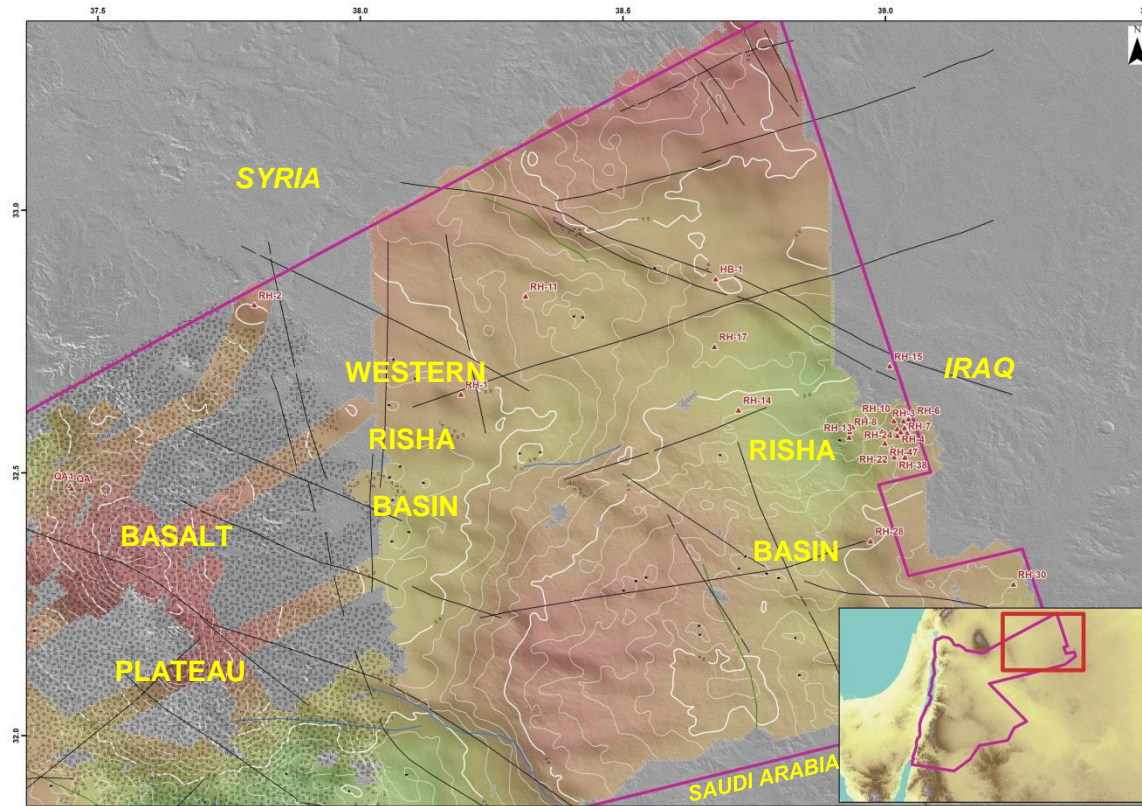 37.5
38.0
38.5
39.0
N
33.0
32.5
32.0
SYRIA
IRAQ
SAUDI ARABIA
WESTERN
RISHA
BASIN
RISHA
BASIN
BASALT
PLATEAU
RH-2
RH-11
HB-1
RH-17
RH-1
RH-14
RH-15
RH-10
RH-3
RH-6
RH-13
RH-8
RH-7
RH-24
RH-4
RH-47
RH-22
RH-38
RH-28
RH-30
QA1
QA